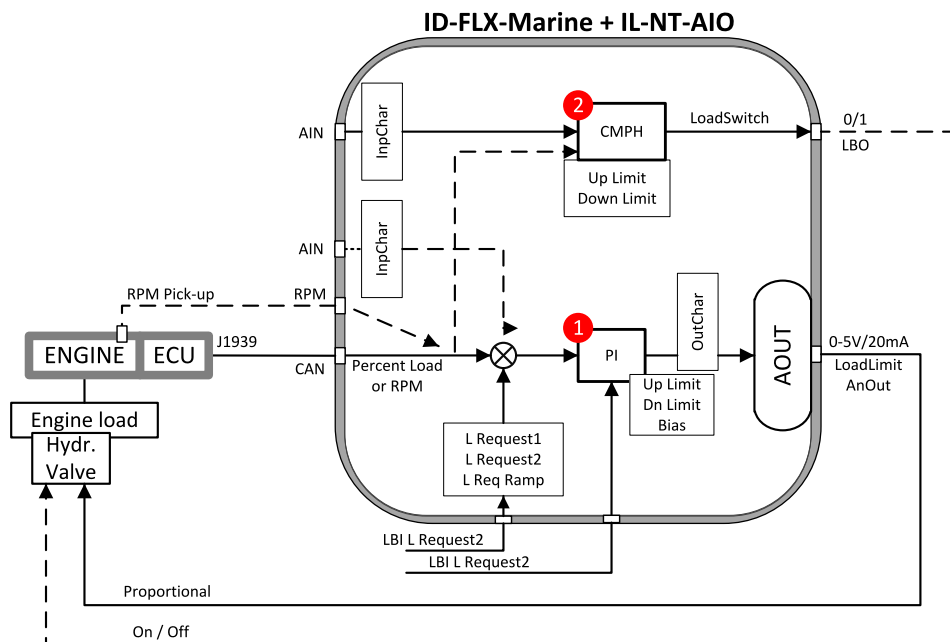 ID-FLX-Marine + IL-NT-AIO
AIN
InpChar
2
CMPH
LoadSwitch
0/1
LBO
Up Limit
Down Limit
AIN
InpChar
RPM Pick-up
RPM
ENGINE
ECU
J1939
CAN
Percent Load
or RPM
1
PI
Up Limit
Dn Limit
Bias
OutChar
AOUT
0-5V/20mA
LoadLimit
AnOut
Engine load
Hydr.
Valve
L Request1
L Request2
L Req Ramp
LBI L Request2
LBI L Request2
Proportional
On / Off